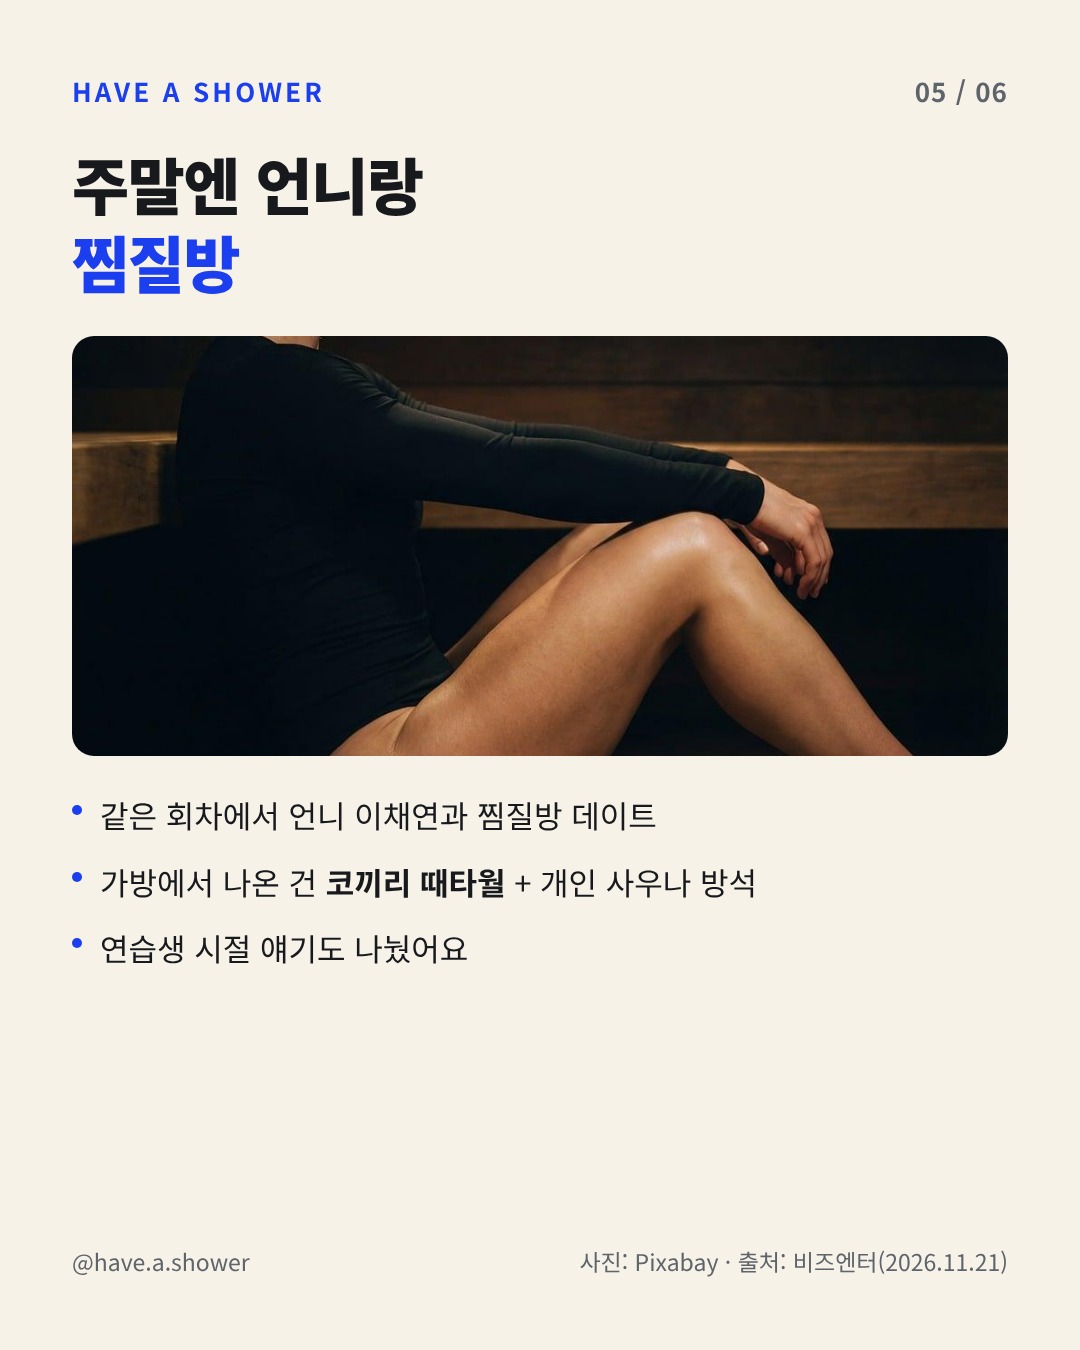 HAVE A SHOWER
05 / 06
주말엔 언니랑
찜질방
• 같은 회차에서 언니 이채연과 찜질방 데이트
• 가방에서 나온 건 코끼리 때타월 + 개인 사우나 방석
• 연습생 시절 얘기도 나눴어요
@have.a.shower
사진: Pixabay · 출처: 비즈엔터(2026.11.21)